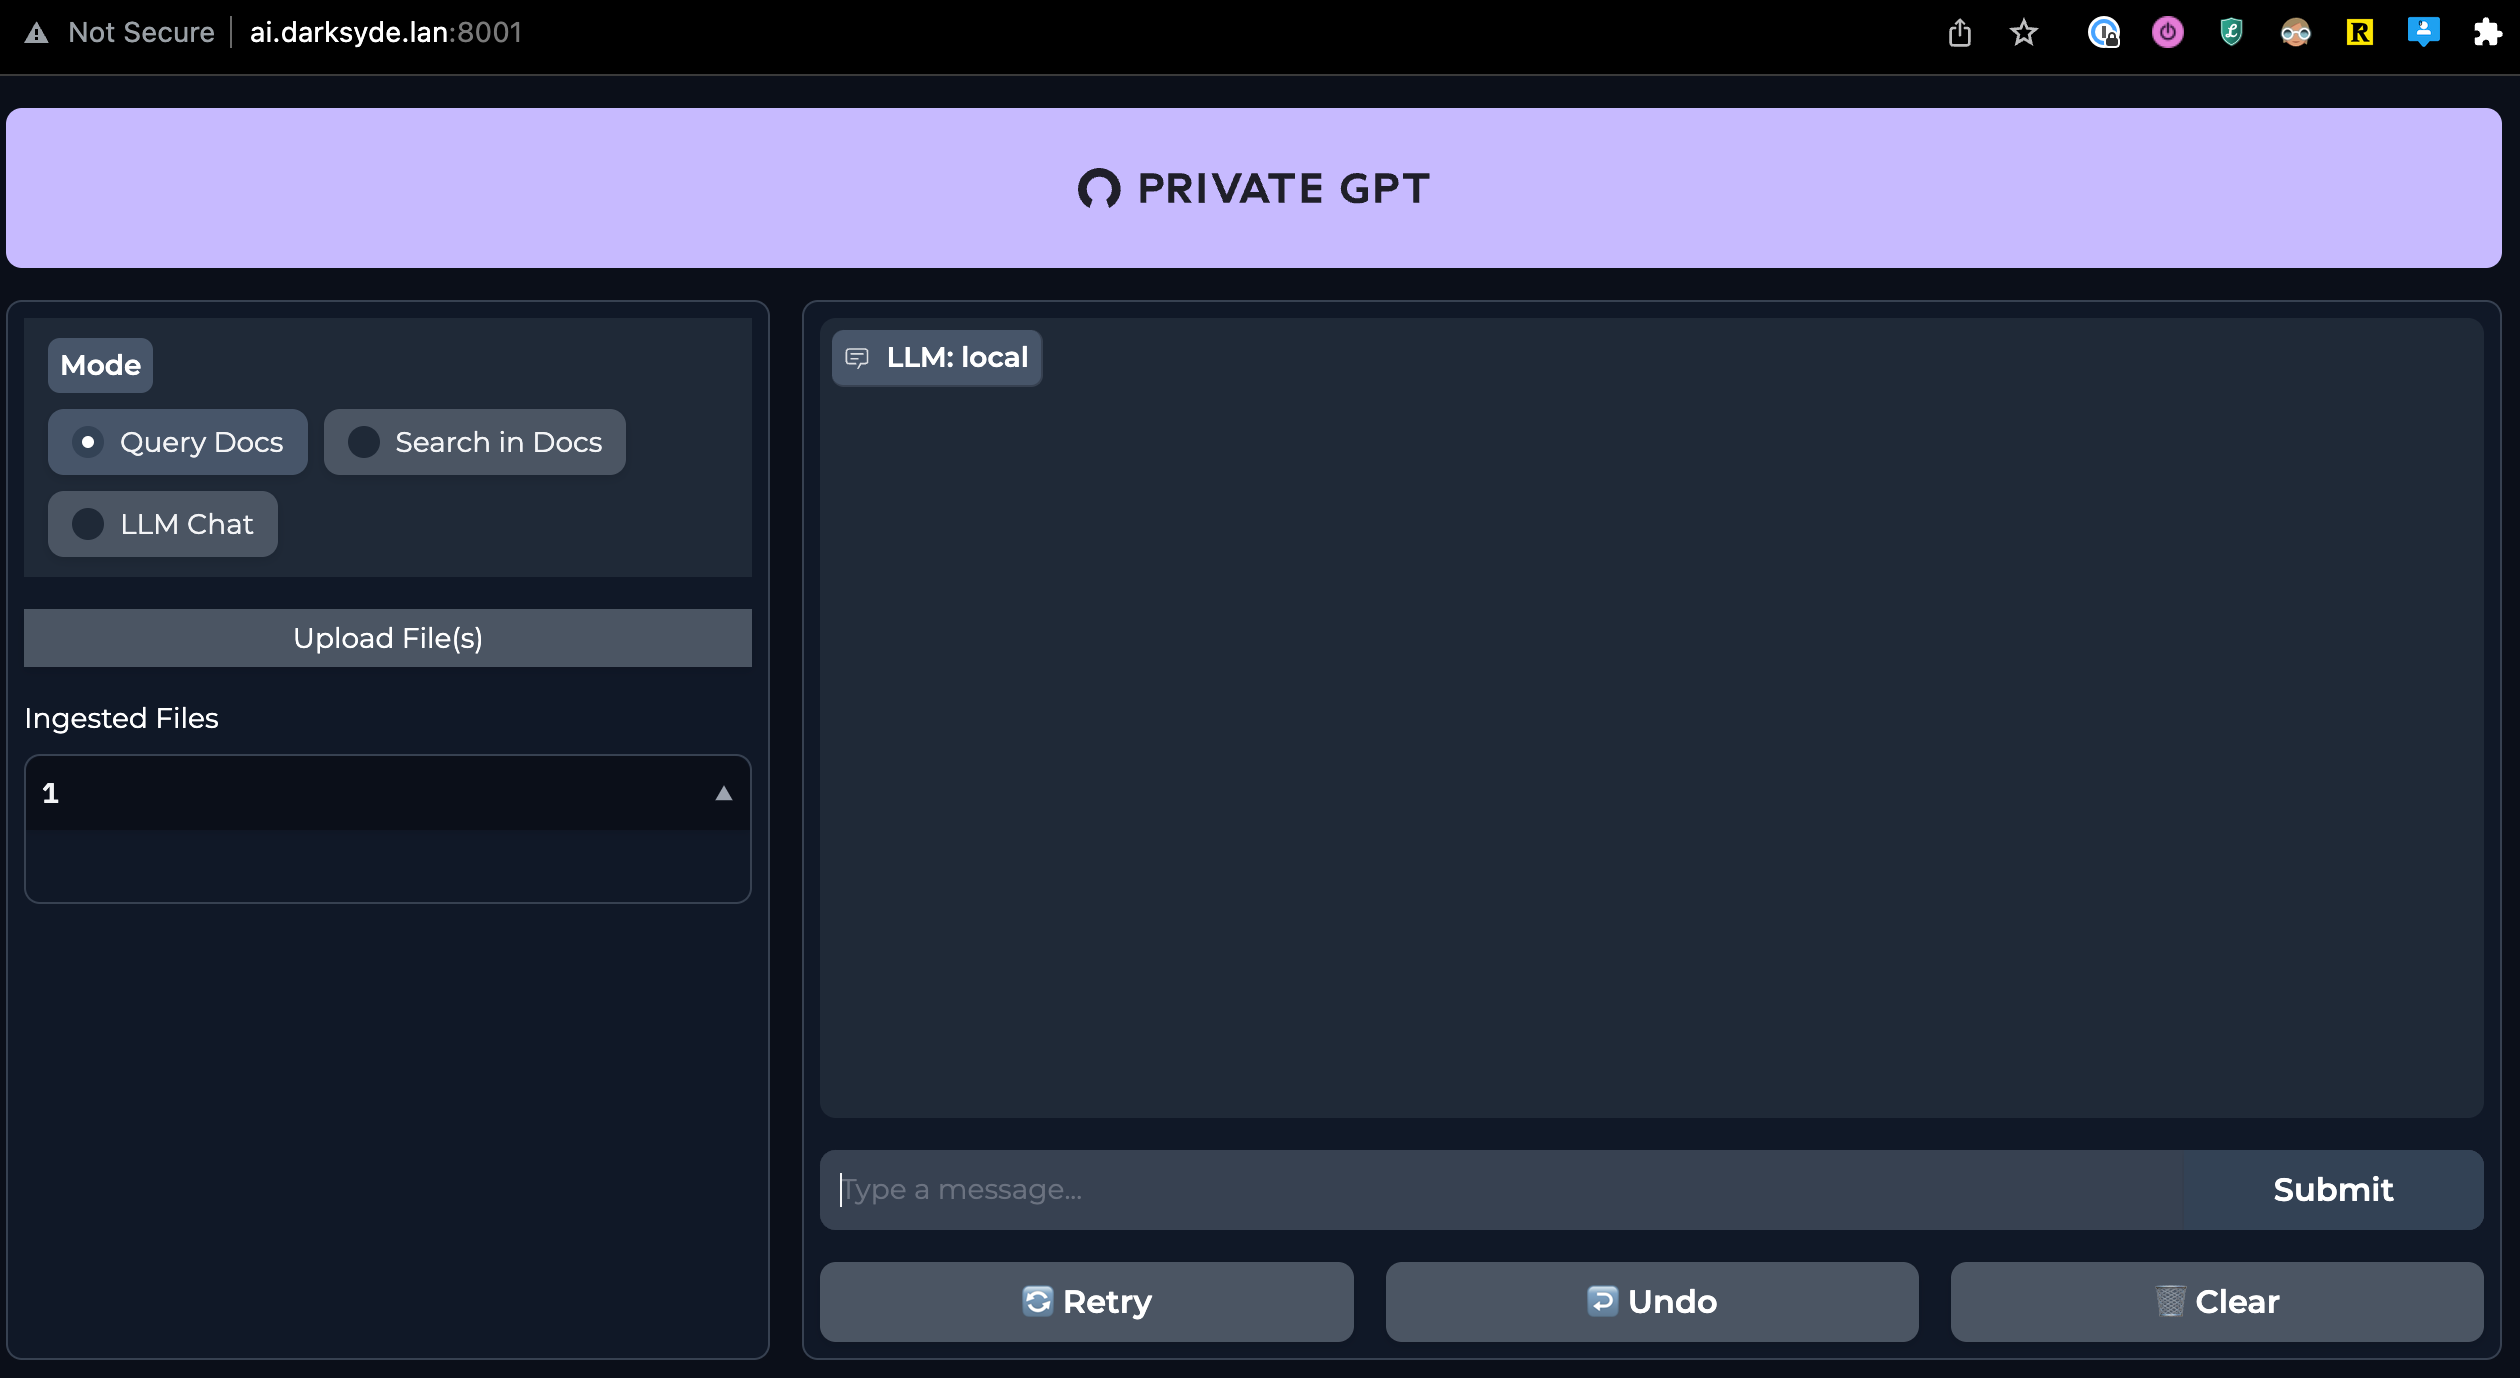 Not Secure ai.darksyde.lan:8001
R
PRIVATE GPT
Mode
Query Docs
Search in Docs
LLM Chat
Upload File(s)
Ingested Files
1
LLM: local
Type a message...
Submit
Retry
Undo
Clear